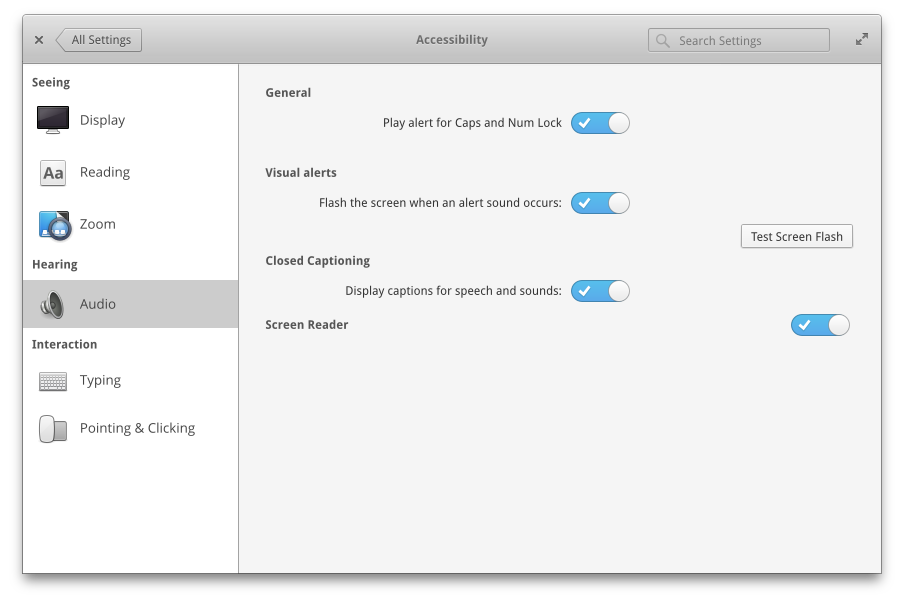 All Settings
Accessibility
Search Settings
Seeing
Display
Aa
Reading
Zoom
Hearing
Audio
Interaction
Typing
Pointing & Clicking
General
Play alert for Caps and Num Lock
Visual alerts
Flash the screen when an alert sound occurs:
Test Screen Flash
Closed Captioning
Display captions for speech and sounds:
Screen Reader